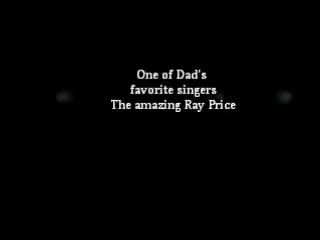 One of Dad's
favorite singers
The amazing Ray Price